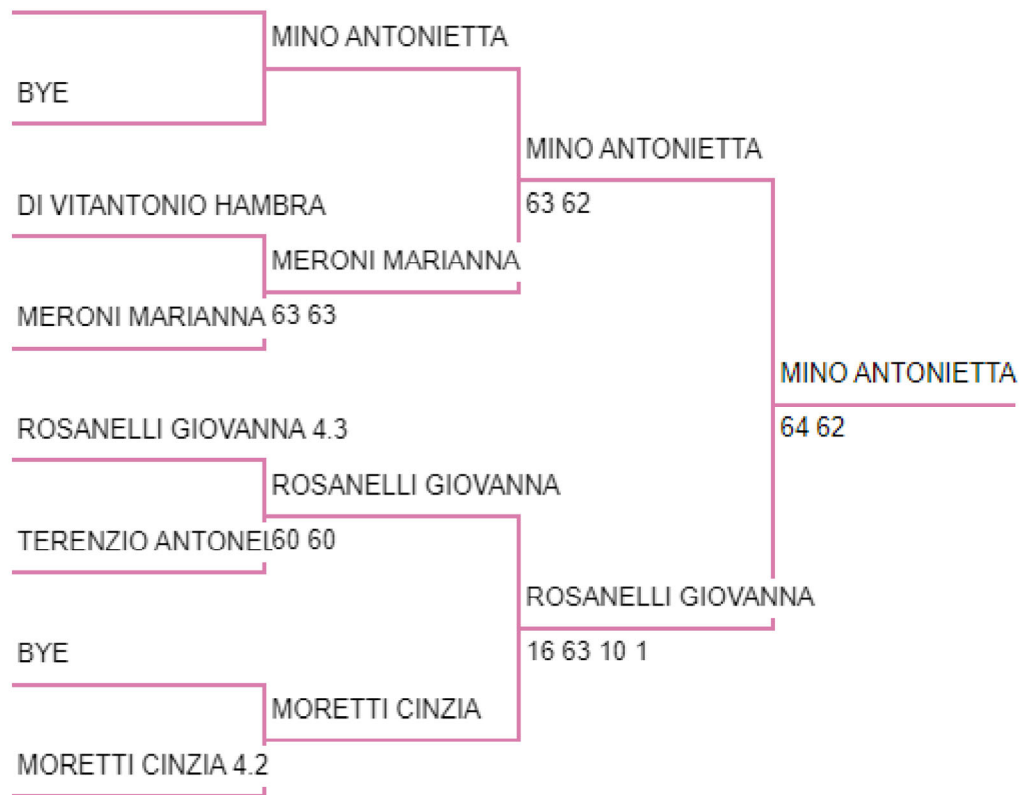 MINO ANTONIETTA
BYE
MINO ANTONIETTA
DI VITANTONIO HAMBRA
63 62
MERONI MARIANNA
MERONI MARIANNA 63 63
MINO ANTONIETTA
ROSANELLI GIOVANNA 4.3
64 62
ROSANELLI GIOVANNA
TERENZIO ANTONEL 60 60
ROSANELLI GIOVANNA
BYE
16 63 10 1
MORETTI CINZIA
MORETTI CINZIA 4.2